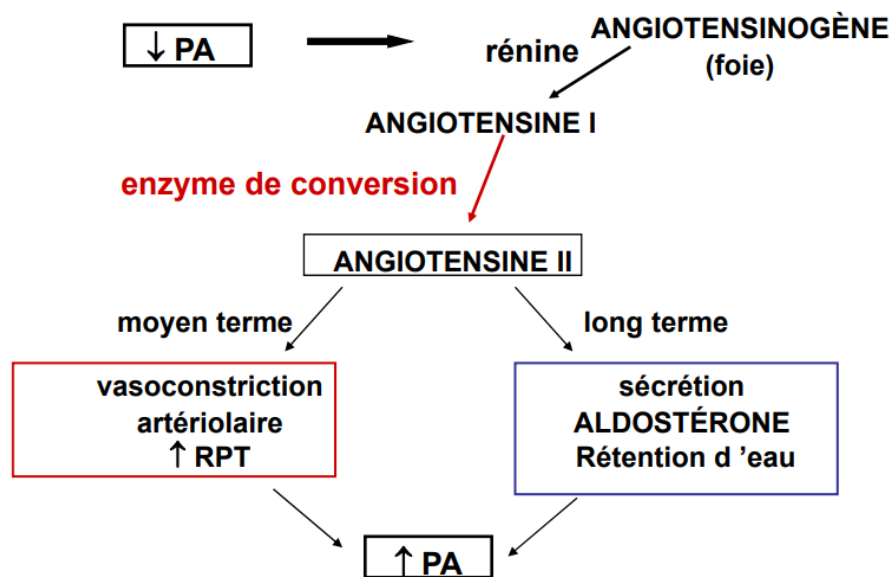 ↓ PA
rénine
ANGIOTENSINOGÈNE
(foie)
ANGIOTENSINE I
enzyme de conversion
ANGIOTENSINE II
moyen terme
long terme
vasoconstriction
artériolaire
↑ RPT
sécrétion
ALDOSTÉRONE
Rétention d ’eau
↑ PA